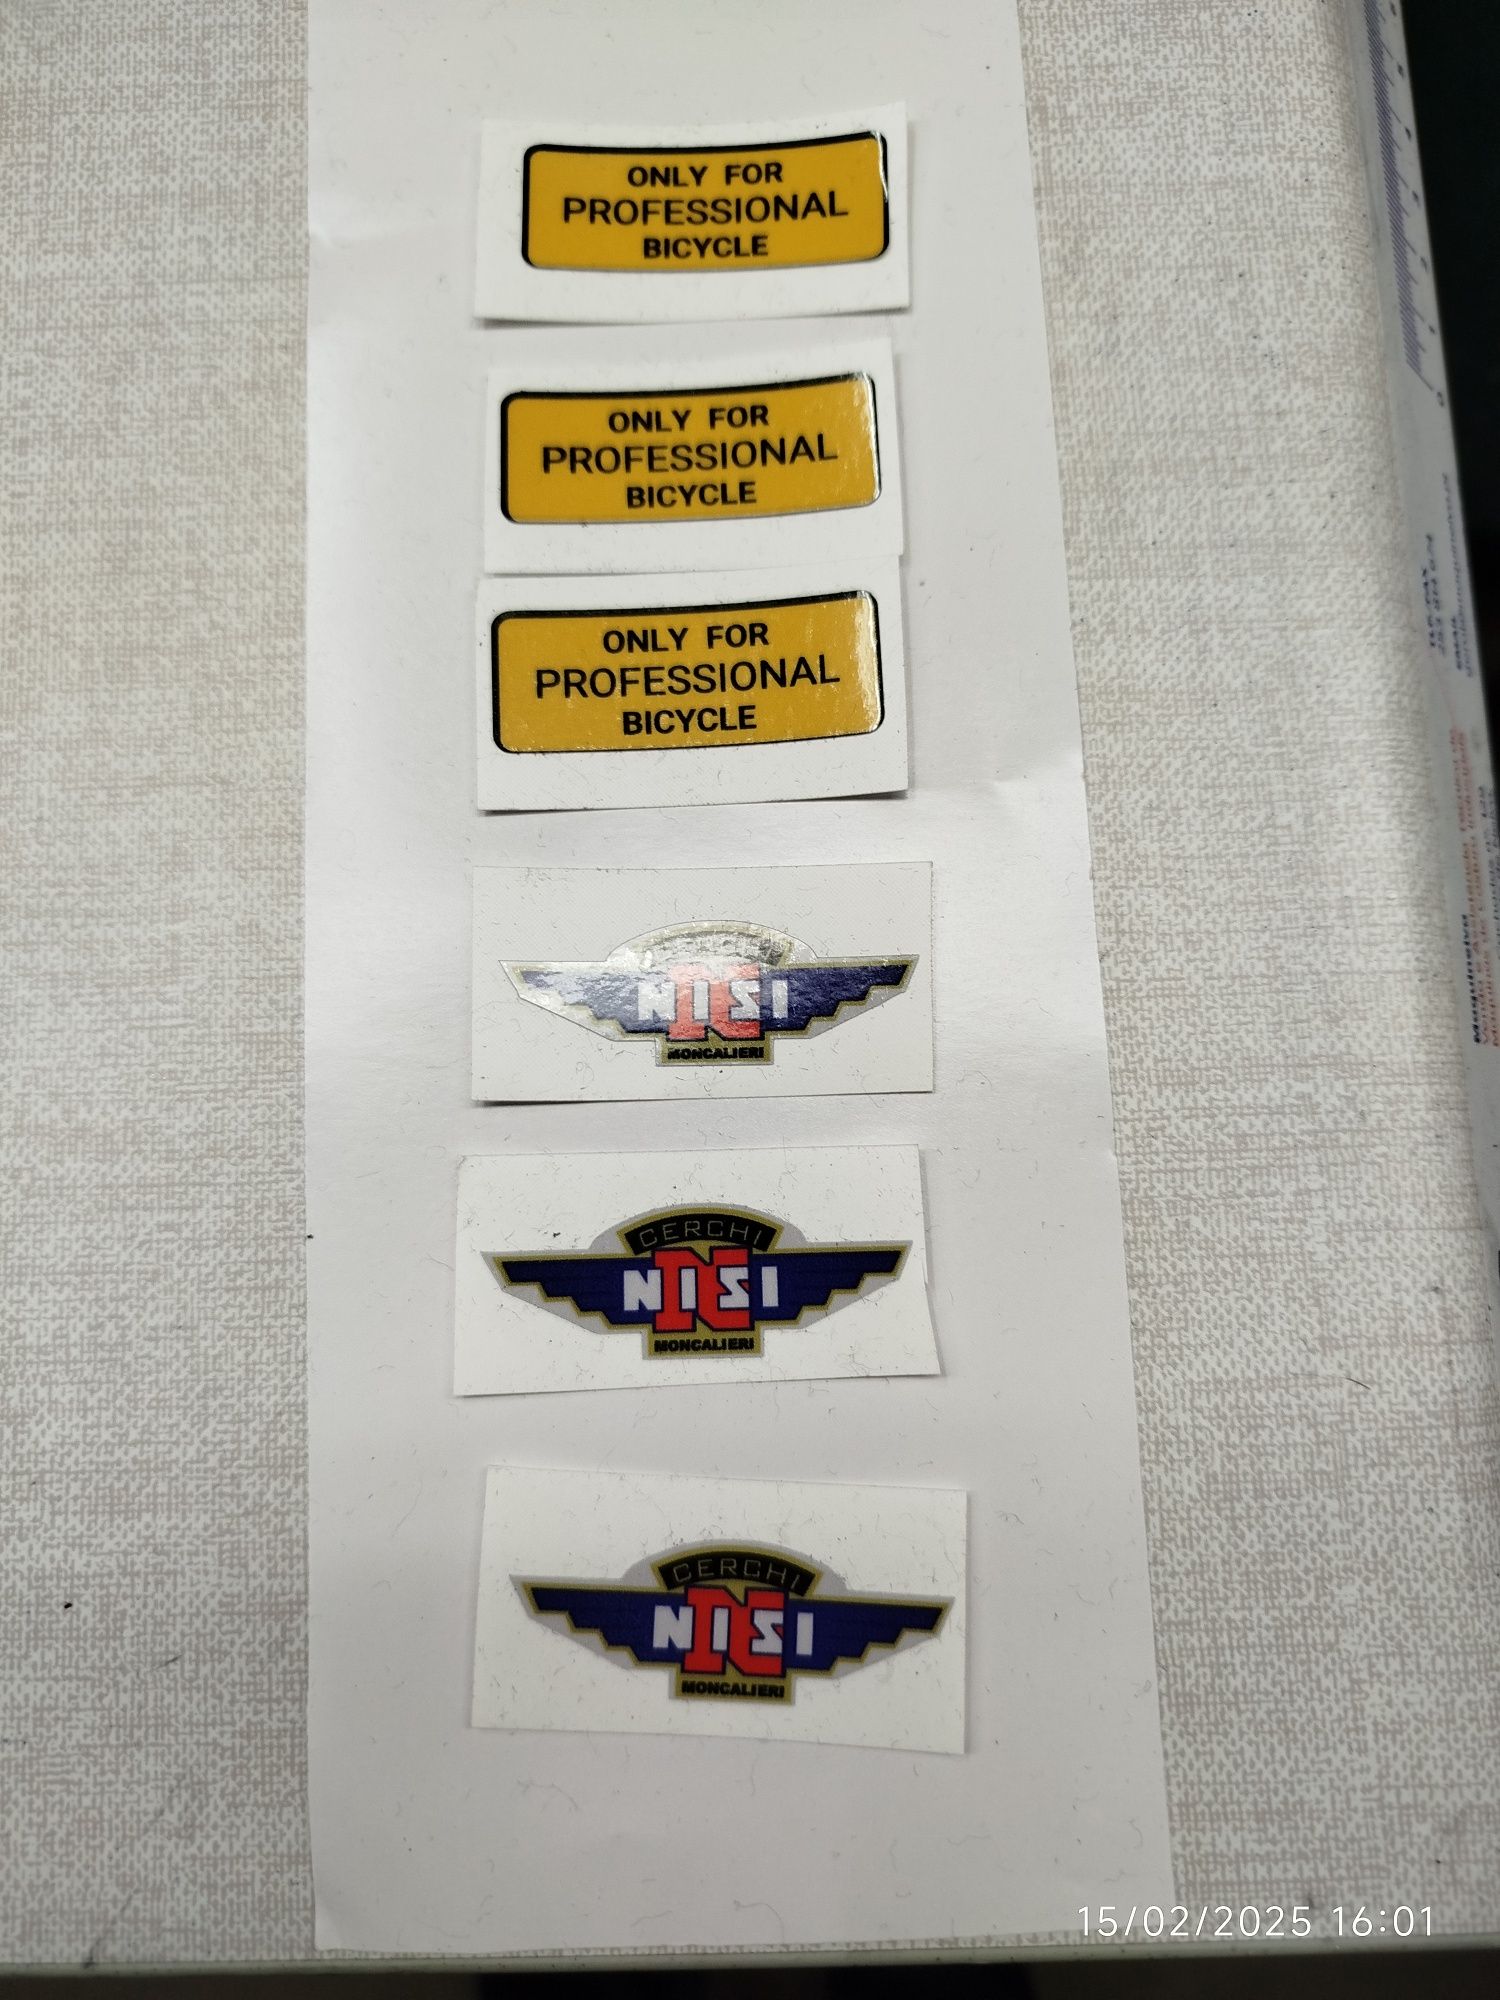 ONLY FOR
PROFESSIONAL
BICYCLE
ONLY FOR
PROFESSIONAL
BICYCLE
ONLY FOR
PROFESSIONAL
BICYCLE
CERCHI
NISI
MONCALIERI
CERCHI
NISI
MONCALIERI
CERCHI
NISI
MONCALIERI
15/02/2025 16:01